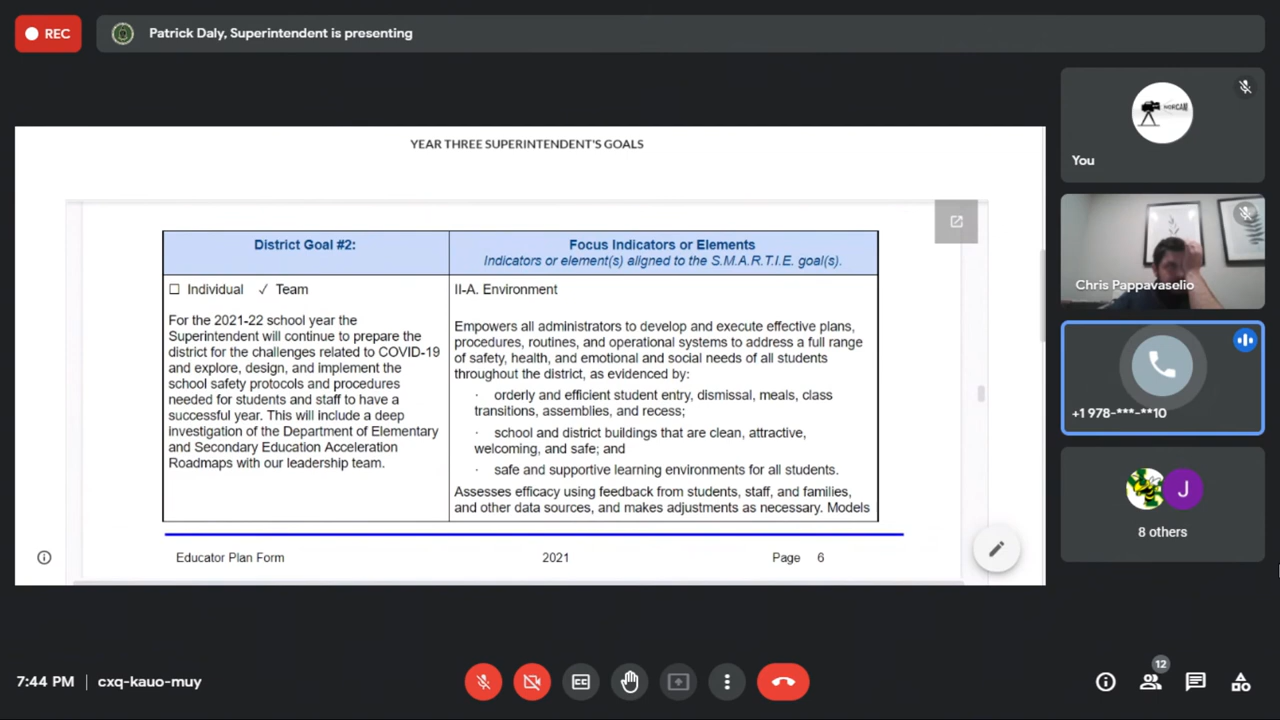 REC
Patrick Daly, Superintendent is presenting
YEAR THREE SUPERINTENDENT'S GOALS
District Goal #2:
Focus Indicators or Elements
Indicators or element(s) aligned to the S.M.A.R.T.I.E. goal(s).
☐ Individual ✓ Team
For the 2021-22 school year the
Superintendent will continue to prepare the
district for the challenges related to COVID-19
and explore, design, and implement the
school safety protocols and procedures
needed for students and staff to have a
successful year. This will include a deep
investigation of the Department of Elementary
and Secondary Education Acceleration
Roadmaps with our leadership team.
II-A. Environment
Empowers all administrators to develop and execute effective plans,
procedures, routines, and operational systems to address a full range
of safety, health, and emotional and social needs of all students
throughout the district, as evidenced by:
· orderly and efficient student entry, dismissal, meals, class
transitions, assemblies, and recess;
· school and district buildings that are clean, attractive,
welcoming, and safe; and
· safe and supportive learning environments for all students.
Assesses efficacy using feedback from students, staff, and families,
and other data sources, and makes adjustments as necessary. Models
Educator Plan Form 2021 Page 6
NORCAM
You
Chris Pappavaselio
+1 978-***-**10
J
8 others
7:44 PM | cxq-kauo-muy
CC
12